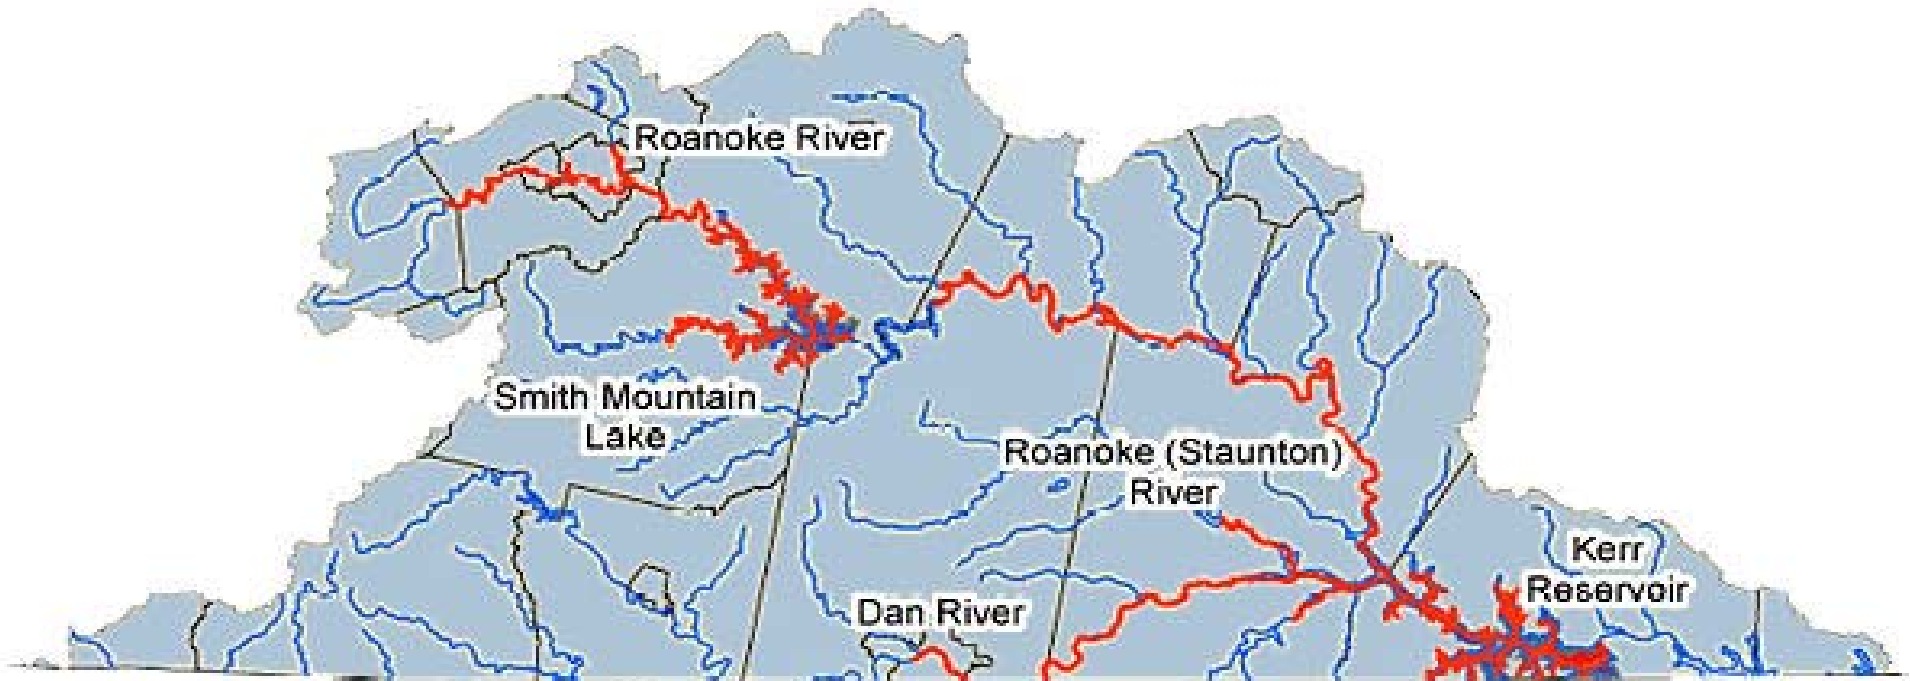 Roanoke River
Smith Mountain
Lake
Roanoke (Staunton)
River
Kerr
Reservoir
Dan River